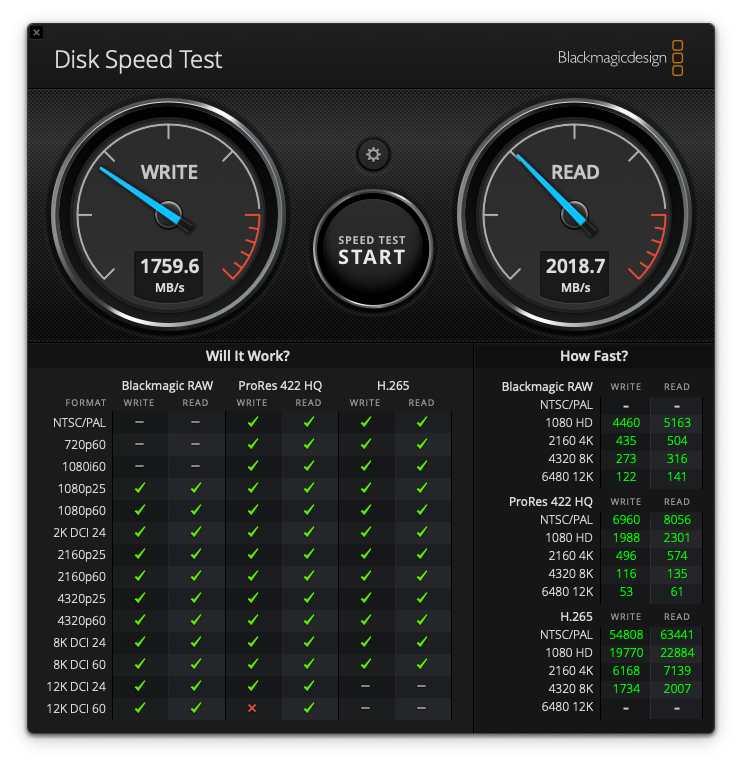 Disk Speed Test
Blackmagicdesign
WRITE
1759.6
MB/s
SPEED TEST
START
READ
2018.7
MB/s
Will It Work?
Blackmagic RAW ProRes 422 HQ H.265
FORMAT WRITE READ WRITE READ WRITE READ
NTSC/PAL – – ✓ ✓ ✓ ✓
720p60 – – ✓ ✓ ✓ ✓
1080i60 – – ✓ ✓ ✓ ✓
1080p25 ✓ ✓ ✓ ✓ ✓ ✓
1080p60 ✓ ✓ ✓ ✓ ✓ ✓
2K DCI 24 ✓ ✓ ✓ ✓ ✓ ✓
2160p25 ✓ ✓ ✓ ✓ ✓ ✓
2160p60 ✓ ✓ ✓ ✓ ✓ ✓
4320p25 ✓ ✓ ✓ ✓ ✓ ✓
4320p60 ✓ ✓ ✓ ✓ ✓ ✓
8K DCI 24 ✓ ✓ ✓ ✓ ✓ ✓
8K DCI 60 ✓ ✓ ✓ ✓ ✓ ✓
12K DCI 24 ✓ ✓ ✓ ✓ – –
12K DCI 60 ✓ ✓ × ✓ – –
How Fast?
Blackmagic RAW WRITE READ
NTSC/PAL – –
1080 HD 4460 5163
2160 4K 435 504
4320 8K 273 316
6480 12K 122 141
ProRes 422 HQ WRITE READ
NTSC/PAL 6960 8056
1080 HD 1988 2301
2160 4K 496 574
4320 8K 116 135
6480 12K 53 61
H.265 WRITE READ
NTSC/PAL 54808 63441
1080 HD 19770 22884
2160 4K 6168 7139
4320 8K 1734 2007
6480 12K – –